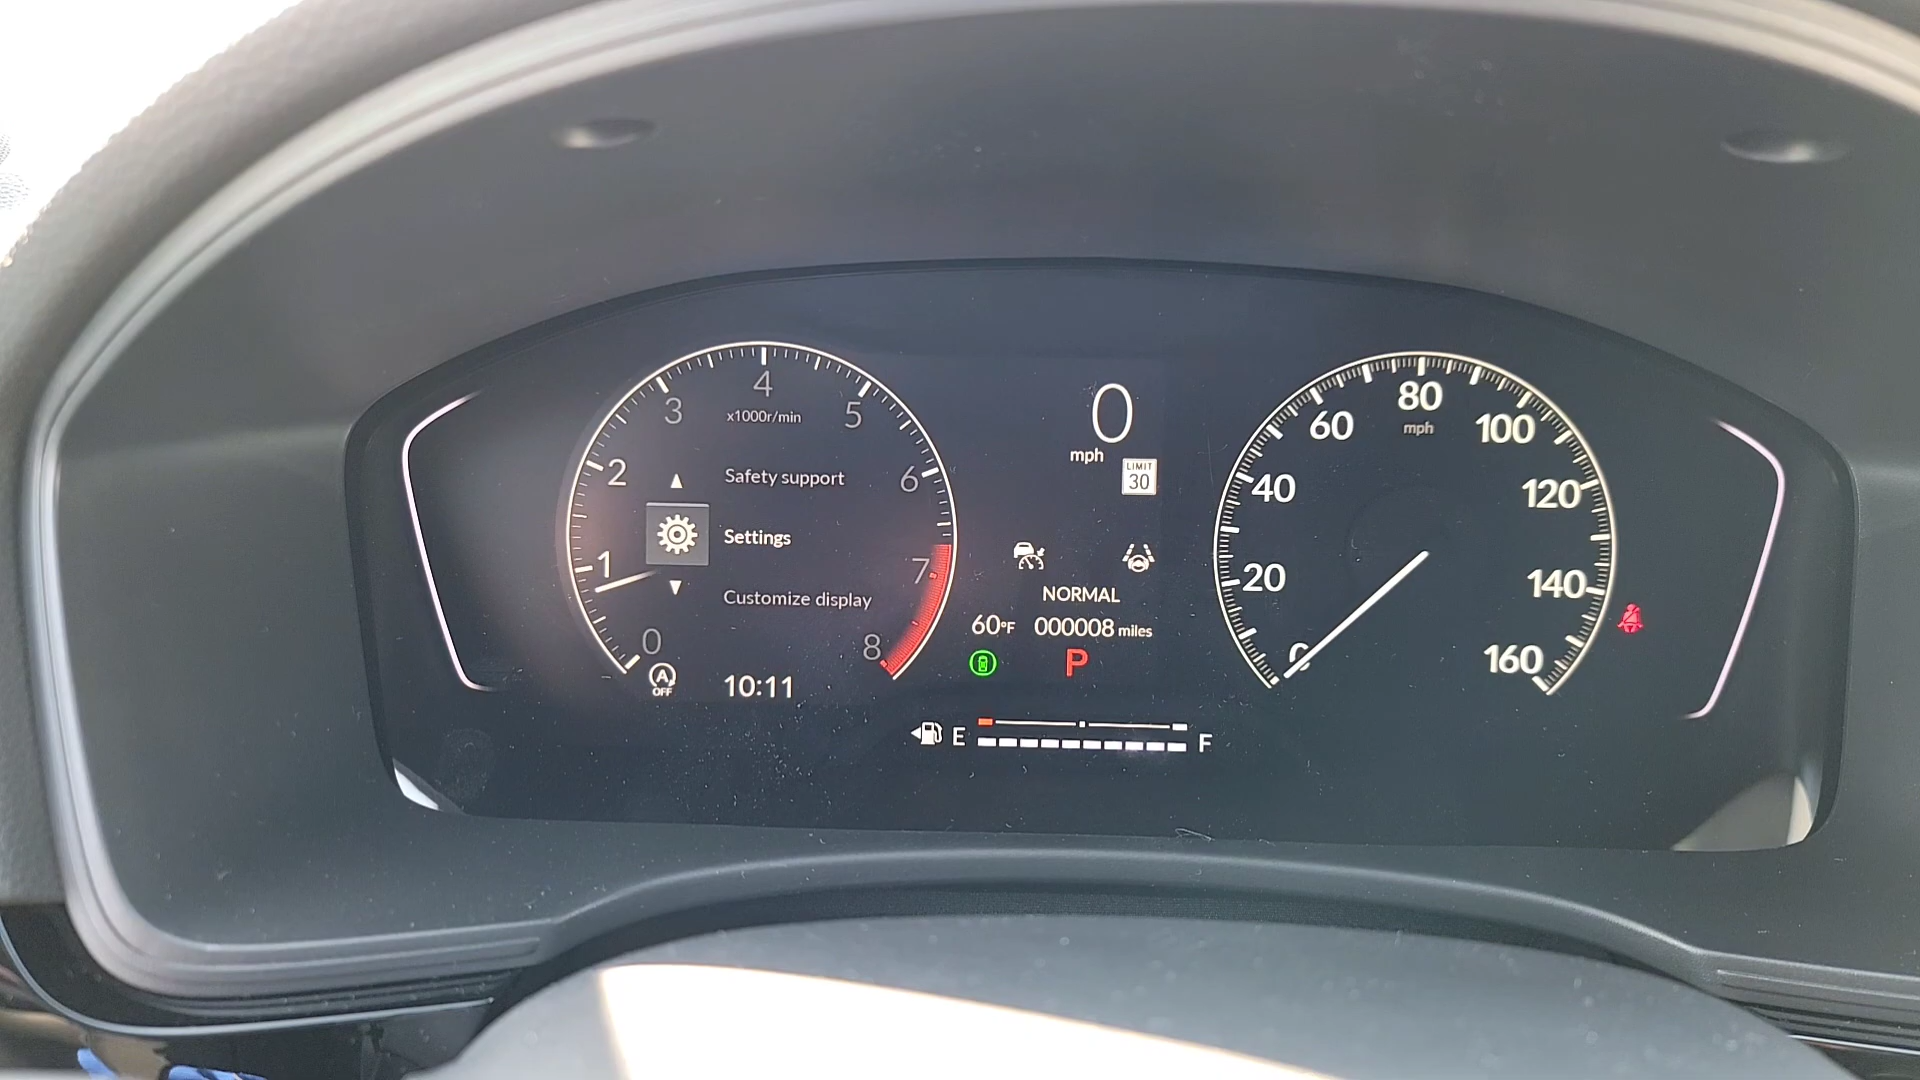 4
3
5
x1000r/min
2
Safety support
6
Settings
1
7
Customize display
0
8
A
OFF
10:11
0
mph
LIMIT
30
NORMAL
60°F
000008 miles
P
E
F
80
60
mph
100
40
120
20
140
0
160